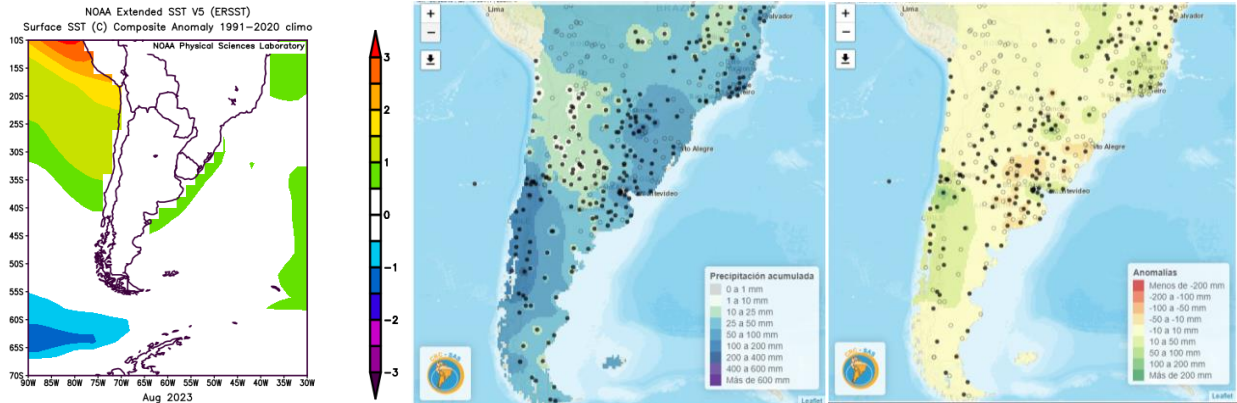 NOAA Extended SST V5 (ERSST)
Surface SST (C) Composite Anomaly 1991-2020 climo
NOAA Physical Sciences Laboratory
10S
15S
20S
25S
30S
35S
40S
45S
50S
55S
60S
65S
70S
90W 85W 80W 75W 70W 65W 60W 55W 50W 45W 40W 35W 30W
Aug 2023
3
2
1
0
-1
-2
-3
+
−
Lima
BRAZIL
Salvador
Alegre
Montevideo
Precipitación acumulada
0 a 1 mm
1 a 10 mm
10 a 25 mm
25 a 50 mm
50 a 100 mm
100 a 200 mm
200 a 400 mm
400 a 600 mm
Más de 600 mm
CRC-SAS
Leaflet
+
−
Lima
Salvador
Alegre
Anomalías
Menos de -200 mm
-200 a -100 mm
-100 a -50 mm
-50 a -10 mm
-10 a 10 mm
10 a 50 mm
50 a 100 mm
100 a 200 mm
Más de 200 mm
CRC-SAS
Leaflet